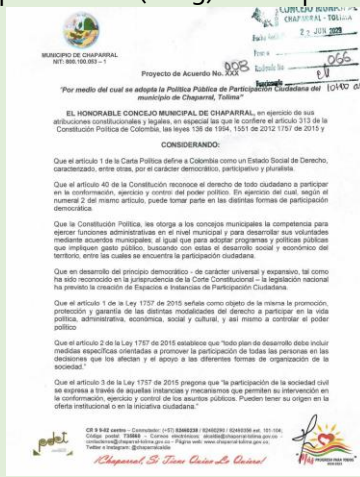 CONCEJO MUNICIPAL
CHAPARRAL - TOLIMA
22 JUN 2023
MUNICIPIO DE CHAPARRAL
NIT: 800.100.053 – 1
008
066
Proyecto de Acuerdo No. XXX
"Por medio del cual se adopta la Política Pública de Participación Ciudadana del
municipio de Chaparral, Tolima"
EL HONORABLE CONCEJO MUNICIPAL DE CHAPARRAL, en ejercicio de sus
atribuciones constitucionales y legales, en especial las que le confiere el artículo 313 de la
Constitución Política de Colombia, las leyes 136 de 1994, 1551 de 2012 1757 de 2015 y
CONSIDERANDO:
Que el artículo 1 de la Carta Política define a Colombia como un Estado Social de Derecho,
caracterizado, entre otras, por el carácter democrático, participativo y pluralista.
Que el artículo 40 de la Constitución reconoce el derecho de todo ciudadano a participar
en la conformación, ejercicio y control del poder político. En ejercicio del cual, según el
numeral 2 del mismo artículo, puede tomar parte en las distintas formas de participación
democrática.
Que la Constitución Política, les otorga a los concejos municipales la competencia para
ejercer funciones administrativas en el nivel municipal y para desarrollar sus voluntades
mediante acuerdos municipales; al igual que para adoptar programas y políticas públicas
que impliquen gasto público, buscando con estas el desarrollo social y económico del
territorio, entre las cuales se encuentra la participación ciudadana.
Que en desarrollo del principio democrático - de carácter universal y expansivo, tal como
ha sido reconocido en la jurisprudencia de la Corte Constitucional – la legislación nacional
ha previsto la creación de Espacios e Instancias de Participación Ciudadana.
Que el artículo 1 de la Ley 1757 de 2015 señala como objeto de la misma la promoción,
protección y garantía de las distintas modalidades del derecho a participar en la vida
política, administrativa, económica, social y cultural, y así mismo a controlar el poder
político
Que el artículo 2 de la Ley 1757 de 2015 establece que "todo plan de desarrollo debe incluir
medidas específicas orientadas a promover la participación de todas las personas en las
decisiones que los afectan y el apoyo a las diferentes formas de organización de la
sociedad."
Que el artículo 3 de la Ley 1757 de 2015 pregona que "la participación de la sociedad civil
se expresa a través de aquellas instancias y mecanismos que permiten su intervención en
la conformación, ejercicio y control de los asuntos públicos. Pueden tener su origen en la
oferta institucional o en la iniciativa ciudadana."
pdet
¡Chaparral, Si Tiene Quien Lo Quiera!